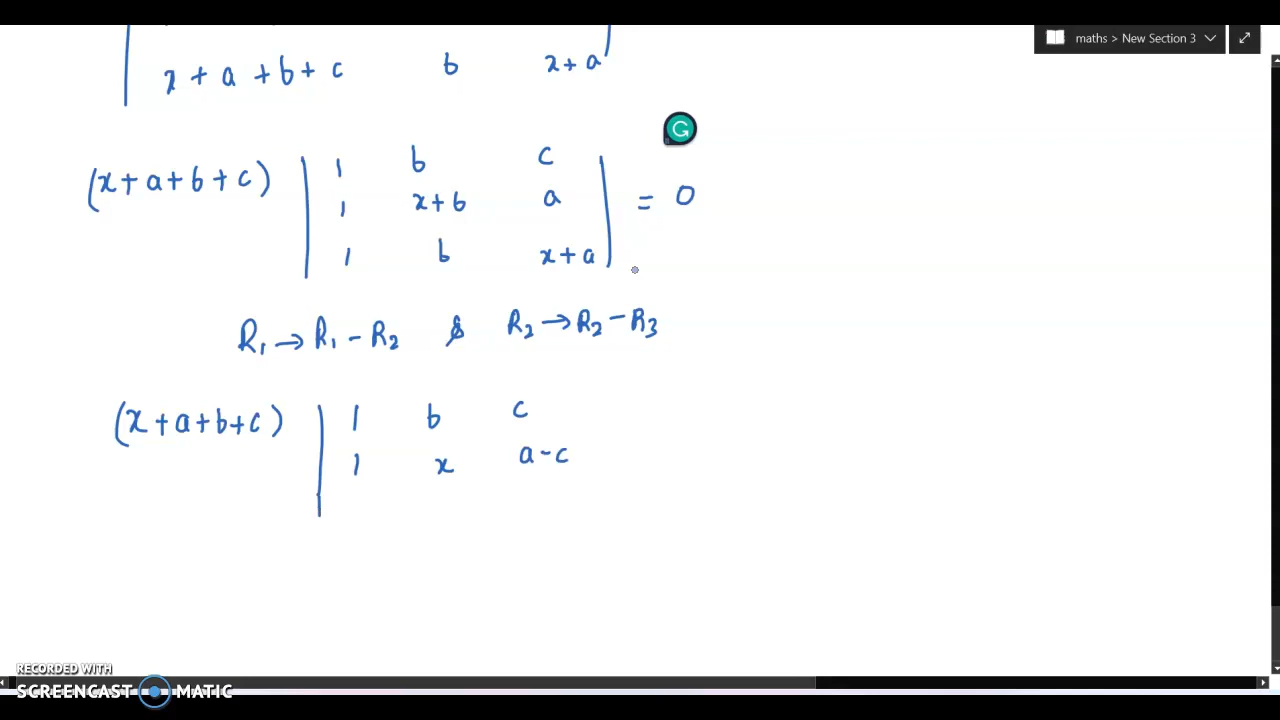 maths > New Section 3
x + a + b + c b x + a
(x + a + b + c) | 1 b c |
| 1 x + b a | = 0
| 1 b x + a |
R₁ → R₁ - R₂ & R₂ → R₂ - R₃
(x + a + b + c) | 1 b c
| 1 x a - c
RECORDED WITH
SCREENCAST MATIC